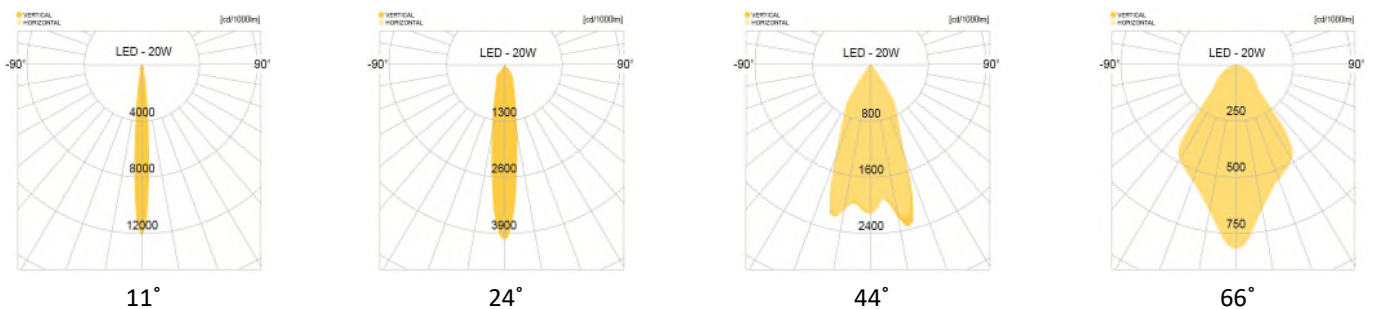 VERTICAL
HORIZONTAL
[cd/1000lm]
LED - 20W
-90°
90°
4000
8000
12000
11°
VERTICAL
HORIZONTAL
[cd/1000lm]
LED - 20W
-90°
90°
1300
2600
3900
24°
VERTICAL
HORIZONTAL
[cd/1000lm]
LED - 20W
-90°
90°
800
1600
2400
44°
VERTICAL
HORIZONTAL
[cd/1000lm]
LED - 20W
-90°
90°
250
500
750
66°